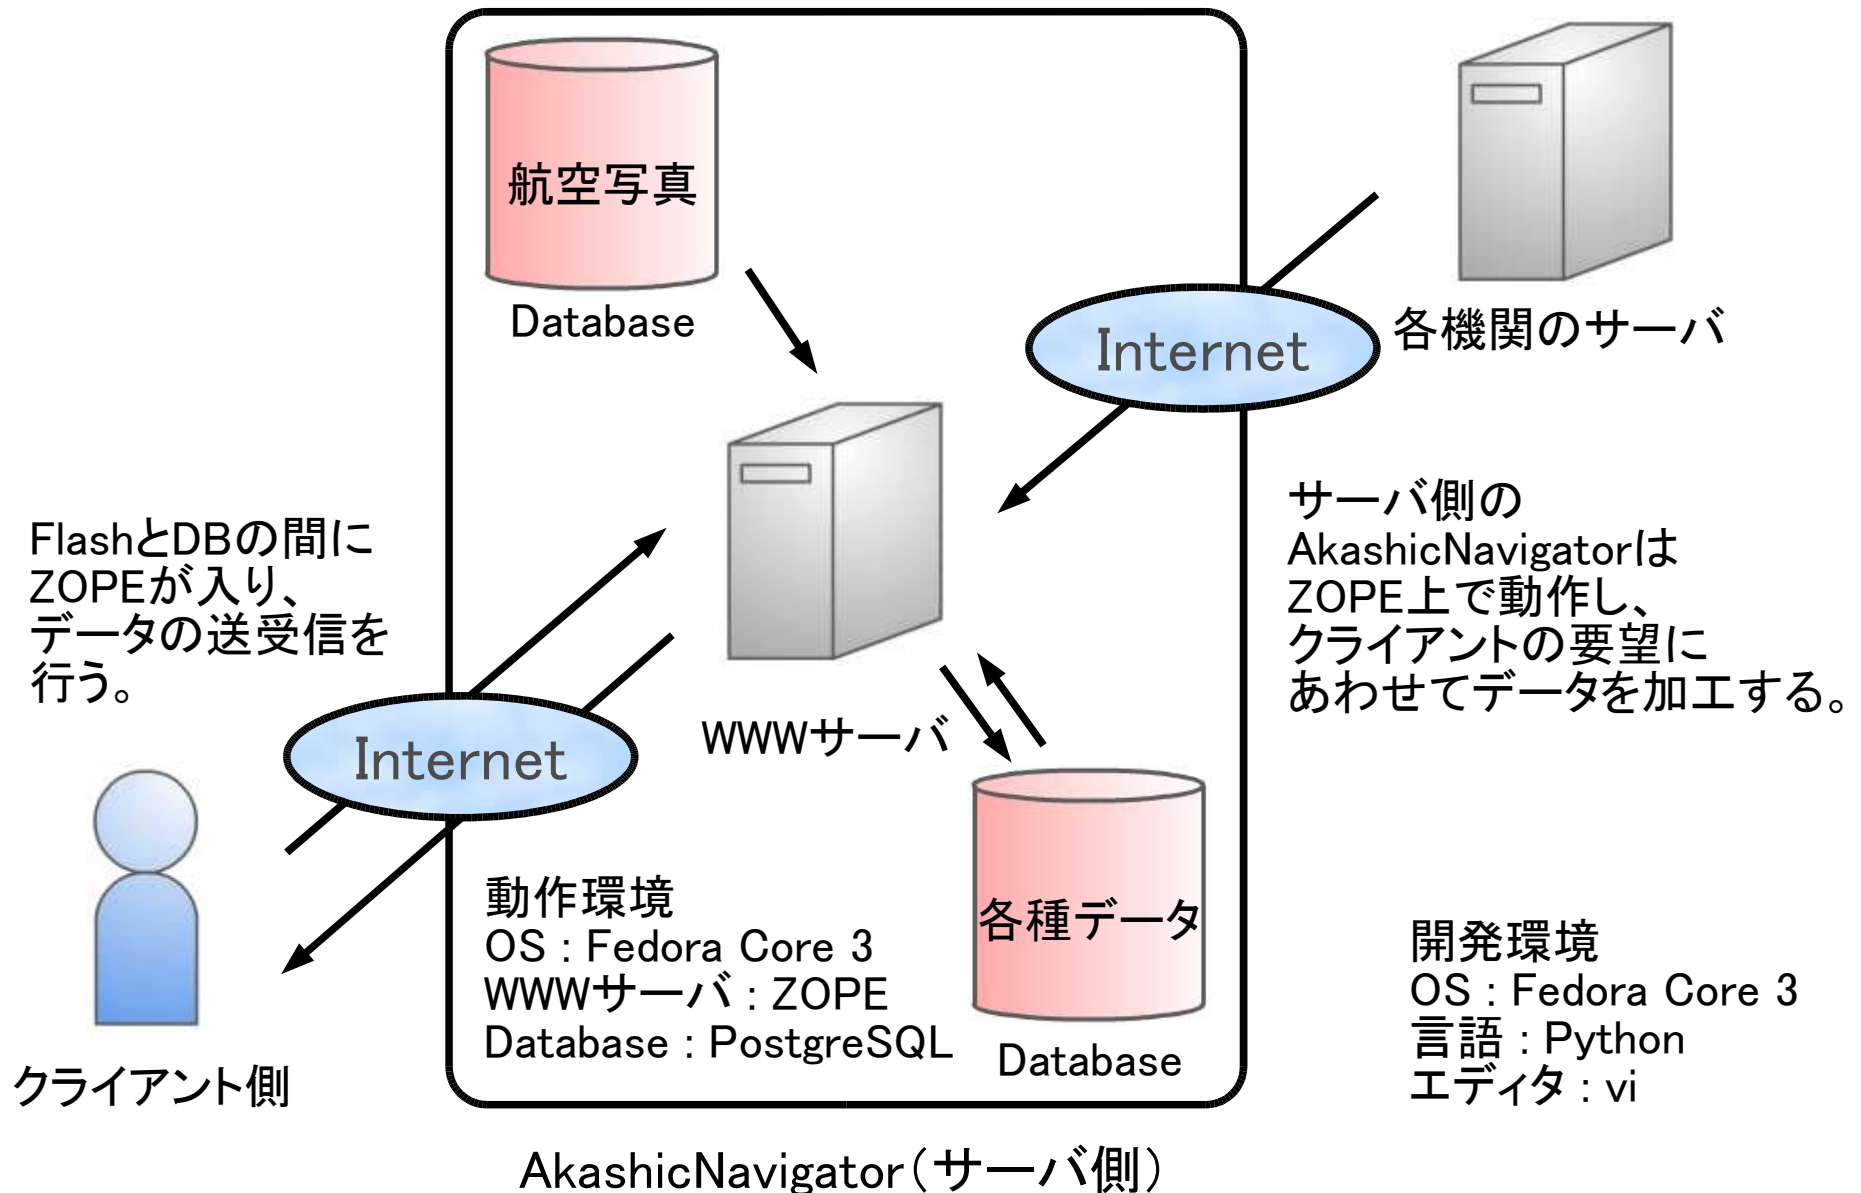 航空写真
Database
Internet
各機関のサーバ
FlashとDBの間に
ZOPEが入り、
データの送受信を
行う。
サーバ側の
AkashicNavigatorは
ZOPE上で動作し、
クライアントの要望に
あわせてデータを加工する。
WWWサーバ
Internet
クライアント側
動作環境
OS : Fedora Core 3
WWWサーバ : ZOPE
Database : PostgreSQL
各種データ
Database
開発環境
OS : Fedora Core 3
言語 : Python
エディタ : vi
AkashicNavigator（サーバ側）